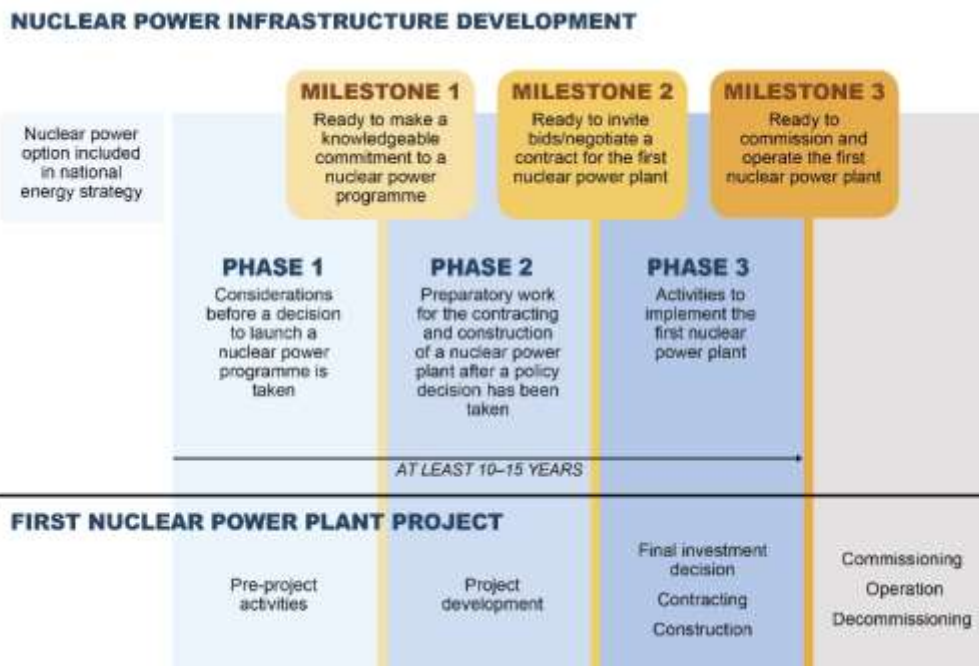 NUCLEAR POWER INFRASTRUCTURE DEVELOPMENT
Nuclear power
option included
in national
energy strategy
MILESTONE 1
Ready to make a
knowledgeable
commitment to a
nuclear power
programme
MILESTONE 2
Ready to invite
bids/negotiate a
contract for the first
nuclear power plant
MILESTONE 3
Ready to
commission and
operate the first
nuclear power plant
PHASE 1
Considerations
before a decision
to launch a
nuclear power
programme is
taken
PHASE 2
Preparatory work
for the contracting
and construction
of a nuclear power
plant after a policy
decision has been
taken
PHASE 3
Activities to
implement the
first nuclear
power plant
AT LEAST 10–15 YEARS
FIRST NUCLEAR POWER PLANT PROJECT
Pre-project
activities
Project
development
Final investment
decision
Contracting
Construction
Commissioning
Operation
Decommissioning